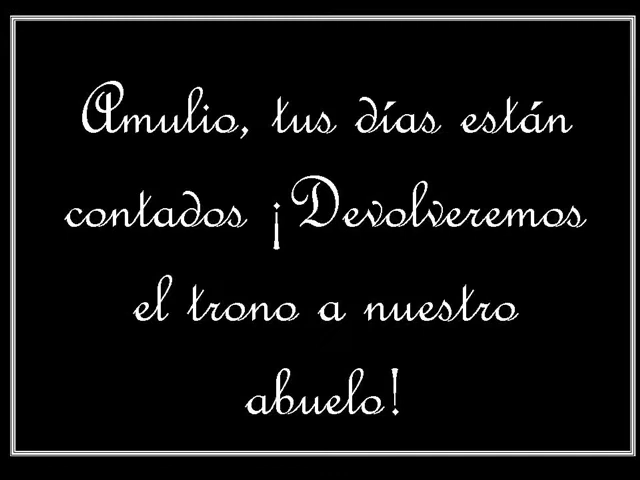 Amulio, tus días están
contados ¡Devolveremos
el trono a nuestro
abuelo!